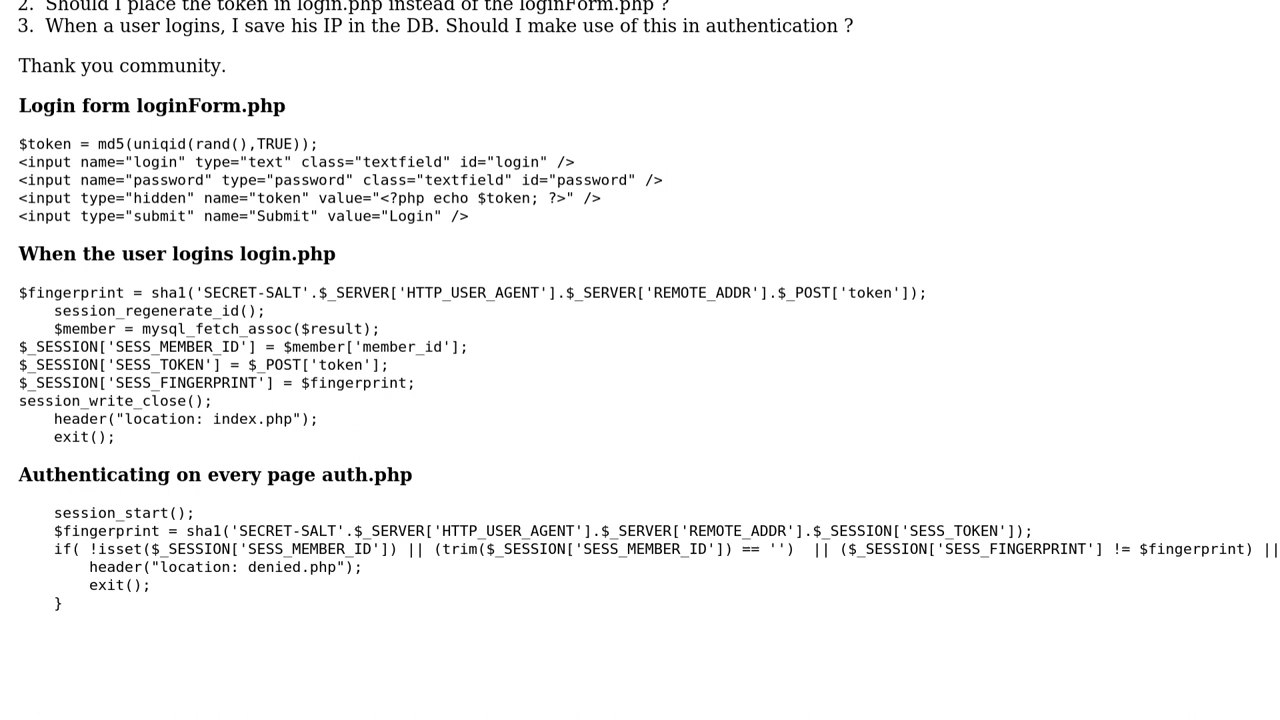 2. Should I place the token in login.php instead of the loginForm.php ?
3. When a user logins, I save his IP in the DB. Should I make use of this in authentication ?
Thank you community.
Login form loginForm.php
$token = md5(uniqid(rand(),TRUE));
<input name="login" type="text" class="textfield" id="login" />
<input name="password" type="password" class="textfield" id="password" />
<input type="hidden" name="token" value="<?php echo $token; ?>" />
<input type="submit" name="Submit" value="Login" />
When the user logins login.php
$fingerprint = sha1('SECRET-SALT'.$_SERVER['HTTP_USER_AGENT'].$_SERVER['REMOTE_ADDR'].$_POST['token']);
    session_regenerate_id();
    $member = mysql_fetch_assoc($result);
$_SESSION['SESS_MEMBER_ID'] = $member['member_id'];
$_SESSION['SESS_TOKEN'] = $_POST['token'];
$_SESSION['SESS_FINGERPRINT'] = $fingerprint;
session_write_close();
    header("location: index.php");
    exit();
Authenticating on every page auth.php
    session_start();
    $fingerprint = sha1('SECRET-SALT'.$_SERVER['HTTP_USER_AGENT'].$_SERVER['REMOTE_ADDR'].$_SESSION['SESS_TOKEN']);
    if( !isset($_SESSION['SESS_MEMBER_ID']) || (trim($_SESSION['SESS_MEMBER_ID']) == '')  || ($_SESSION['SESS_FINGERPRINT'] != $fingerprint) ||
        header("location: denied.php");
        exit();
    }